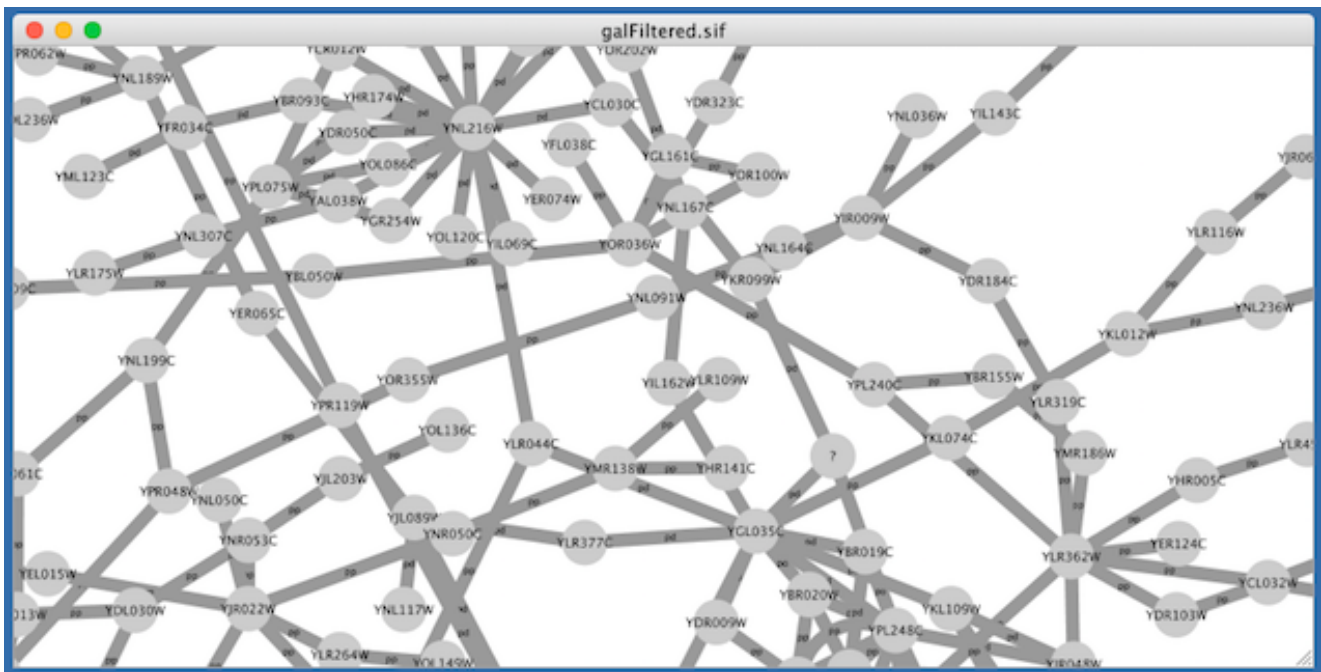 galFiltered.sif
YPR062W
YCR012W
YDR202W
YNL189W
YBR093C
YHR174W
YCL030C
YDR323C
YIL143C
YNL036W
YFR034C
YDR050C
YNL216W
YFL038C
YGL161C
YML123C
YOL086C
YDR100W
YPL075W
YAL038W
YER074W
YNL167C
YGR254W
YNL307C
YOL120C
YIL069C
YOR036W
YNL164C
YIR009W
YLR116W
YLR175W
YBL050W
YKR099W
YDR184C
YNL091W
YNL236W
YER065C
YKL012W
YNL199C
YOR355W
YIL162W
YLR109W
YPL240C
YBR155W
YPR119W
YLR319C
YOL136C
YLR044C
YKL074C
?
YMR186W
YMR138W
YHR141C
YJL203W
YHR005C
YPR048W
YNL050C
YJL089W
YNR050C
YNR053C
YLR377C
YGL035C
YBR019C
YLR362W
YER124C
YEL015W
YCL032W
YBR020W
YDL030W
YJR022W
YNL117W
YKL109W
YDR103W
YDR009W
YPL248C
YLR264W
YOL149W
YJR048W